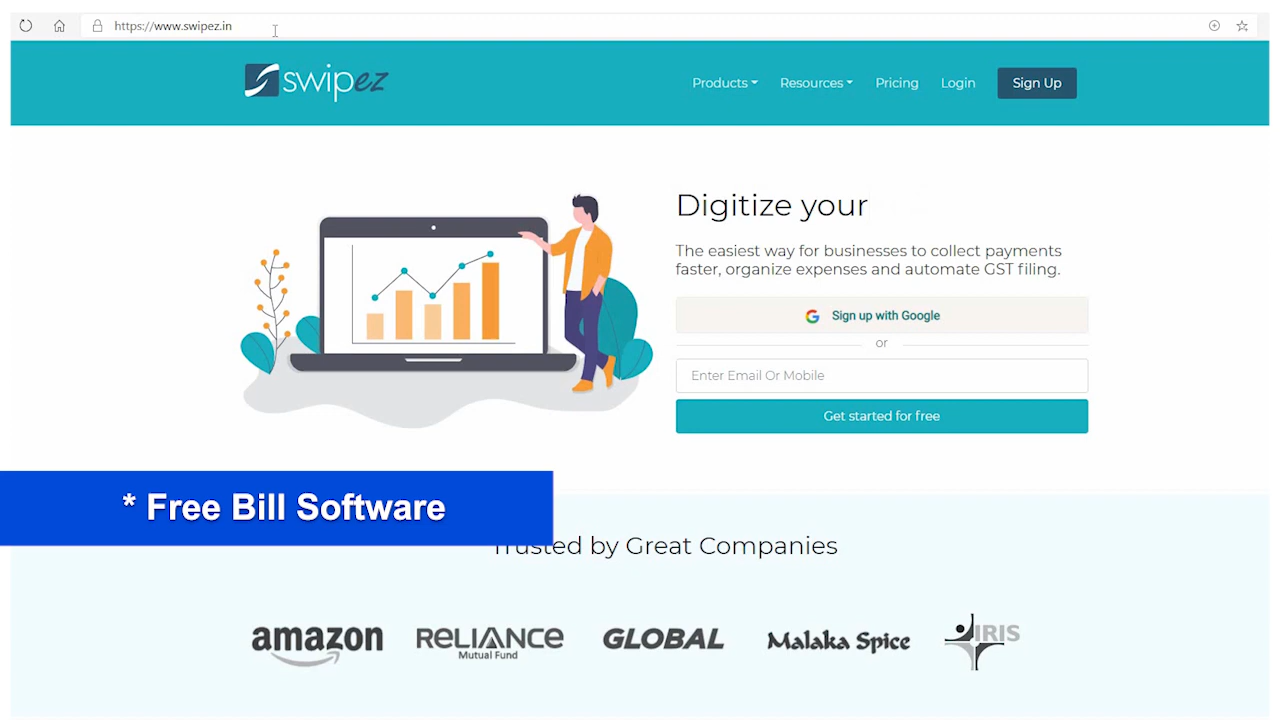 https://www.swipez.in
swipez
Products
Resources
Pricing
Login
Sign Up
Digitize your
The easiest way for businesses to collect payments
faster, organize expenses and automate GST filing.
Sign up with Google
or
Enter Email Or Mobile
Get started for free
* Free Bill Software
Trusted by Great Companies
amazon
RELIANCE
Mutual Fund
GLOBAL
Malaka Spice
IRIS